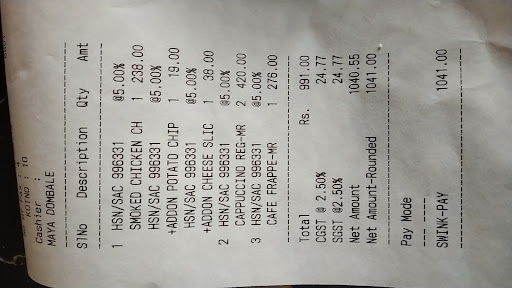 KOTNO : 10
Cashier :
MAYA DOMBALE
SlNo Description Qty Amt
1 HSN/SAC 996331 @5.00%
SMOKED CHICKEN CH 1 238.00
HSN/SAC 996331 @5.00%
+ADDON POTATO CHIP 1 19.00
HSN/SAC 996331 @5.00%
+ADDON CHEESE SLIC 1 38.00
2 HSN/SAC 996331 @5.00%
CAPPUCCINO REG-MR 2 420.00
3 HSN/SAC 996331 @5.00%
CAFE FRAPPE-MR 1 276.00
Total Rs. 991.00
CGST @ 2.50% 24.77
SGST @2.50% 24.77
Net Amount 1040.55
Net Amount-Rounded 1041.00
Pay Mode
SWINK-PAY 1041.00